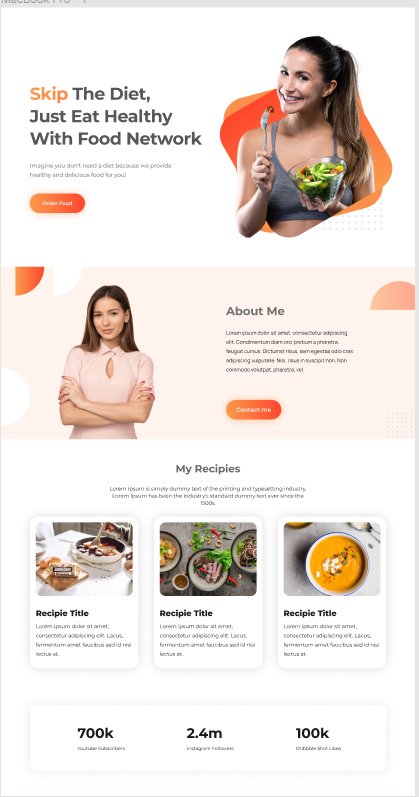 MacBook Pro - 7
Skip The Diet,
Just Eat Healthy
With Food Network
Imagine you don't need a diet because we provide
healthy and delicious food for you!
Order Food
About Me
Lorem ipsum dolor sit amet, consectetur adipiscing
elit. Condimentum diam orci pretium a pharetra,
feugiat cursus. Dictumst risus, sem egestas odio cras
adipiscing vulputate. Nisi, risus in suscipit non. Non
commodo volutpat, pharetra, vel.
Contact me
My Recipies
Lorem Ipsum is simply dummy text of the printing and typesetting industry.
Lorem Ipsum has been the industry's standard dummy text ever since the
1500s.
Recipie Title
Lorem ipsum dolor sit amet,
consectetur adipiscing elit. Lacus,
fermentum amet faucibus sed id nisi
lectus at.
Recipie Title
Lorem ipsum dolor sit amet,
consectetur adipiscing elit. Lacus,
fermentum amet faucibus sed id nisi
lectus at.
Recipie Title
Lorem ipsum dolor sit amet,
consectetur adipiscing elit. Lacus,
fermentum amet faucibus sed id nisi
lectus at.
700k
Youtube Subscribers
2.4m
Instagram Followers
100k
Dribbble Shot Likes